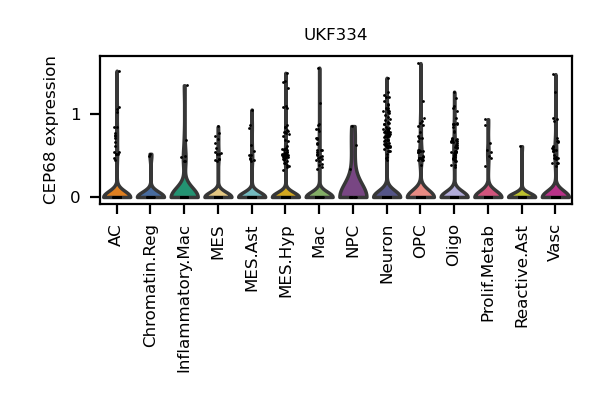 UKF334
CEP68 expression
1
0
AC
Chromatin.Reg
Inflammatory.Mac
MES
MES.Ast
MES.Hyp
Mac
NPC
Neuron
OPC
Oligo
Prolif.Metab
Reactive.Ast
Vasc